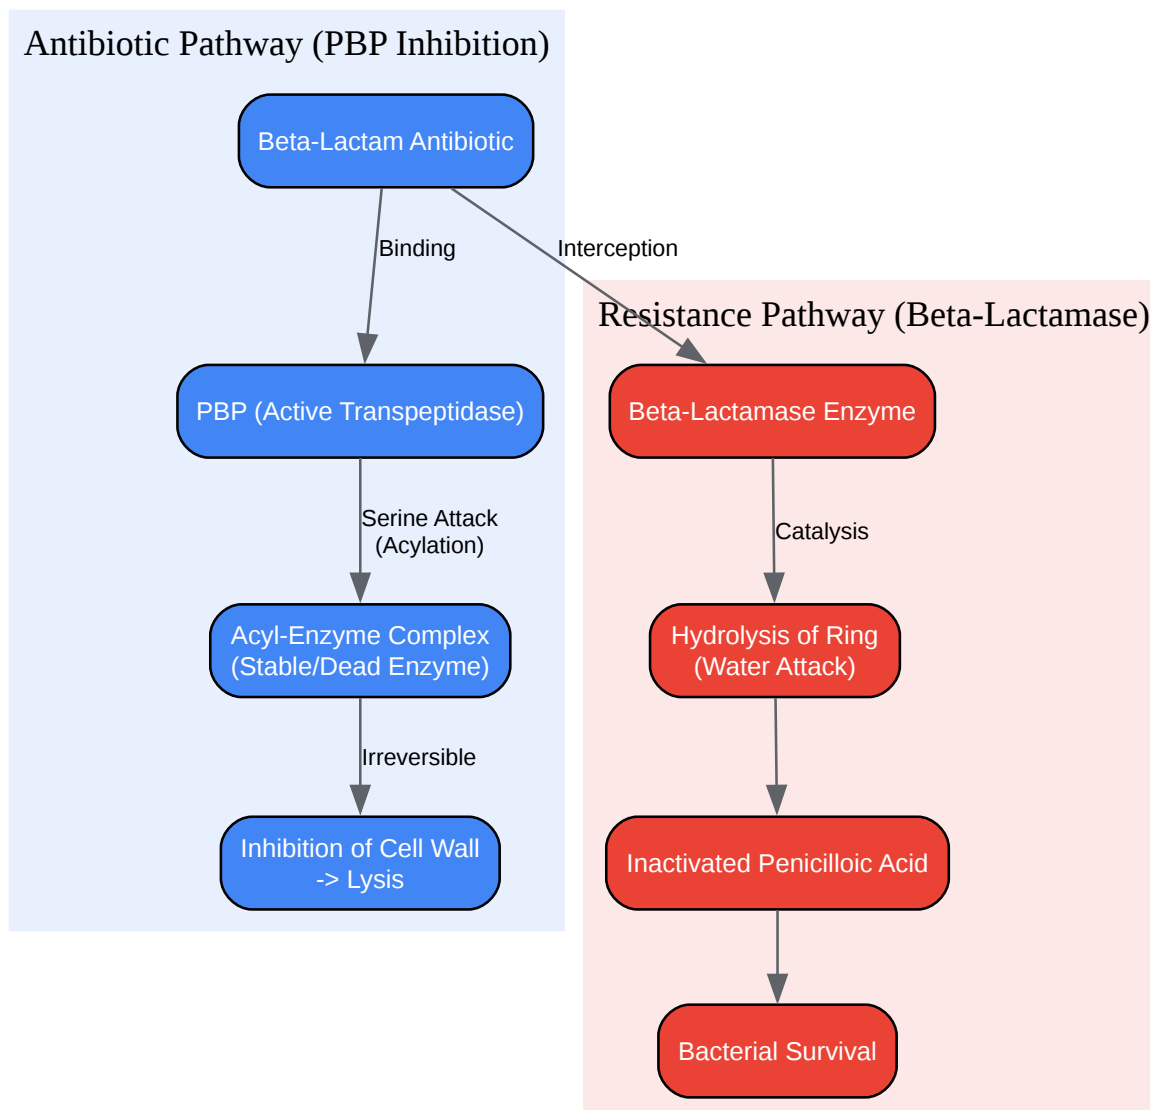 Antibiotic Pathway (PBP Inhibition)
Beta-Lactam Antibiotic
Binding
Interception
Resistance Pathway (Beta-Lactamase)
PBP (Active Transpeptidase)
Beta-Lactamase Enzyme
Serine Attack
(Acylation)
Catalysis
Acyl-Enzyme Complex
(Stable/Dead Enzyme)
Hydrolysis of Ring
(Water Attack)
Irreversible
Inhibition of Cell Wall
-> Lysis
Inactivated Penicilloic Acid
Bacterial Survival